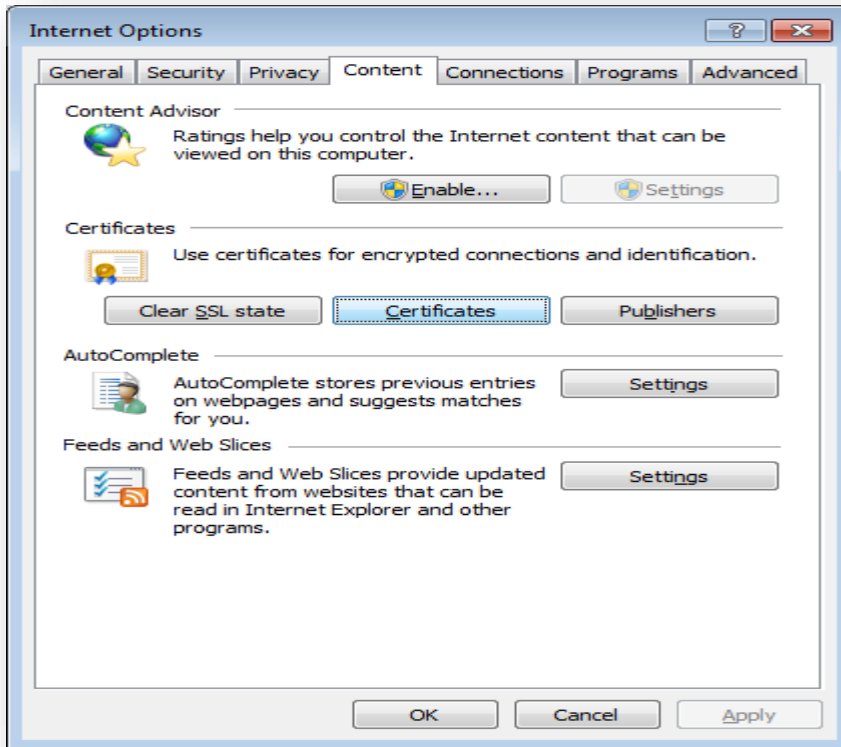 Internet Options
General Security Privacy Content Connections Programs Advanced
Content Advisor
Ratings help you control the Internet content that can be
viewed on this computer.
Enable... Settings
Certificates
Use certificates for encrypted connections and identification.
Clear SSL state Certificates Publishers
AutoComplete
AutoComplete stores previous entries
on webpages and suggests matches
for you.
Settings
Feeds and Web Slices
Feeds and Web Slices provide updated
content from websites that can be
read in Internet Explorer and other
programs.
Settings
OK Cancel Apply